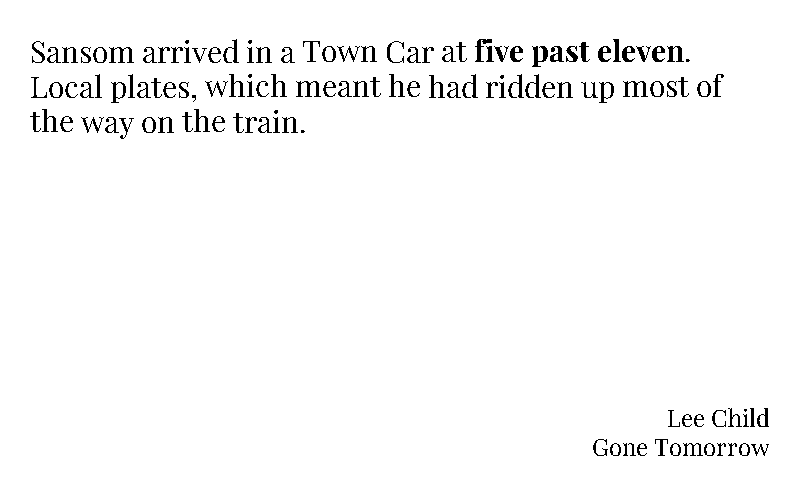 Sansom arrived in a Town Car at five past eleven.
Local plates, which meant he had ridden up most of
the way on the train.
Lee Child
Gone Tomorrow